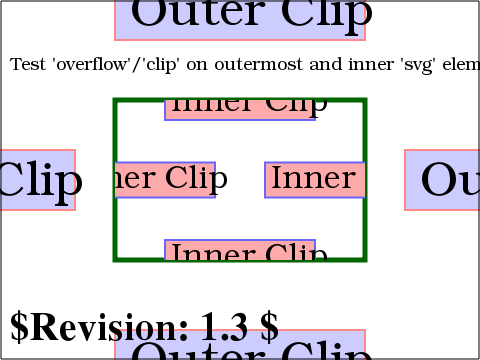 Outer Clip
Test 'overflow'/'clip' on outermost and inner 'svg' elem
Inner Clip
Clip
ner Clip
Inner
Ou
Inner Clip
$Revision: 1.3 $
Outer Clip